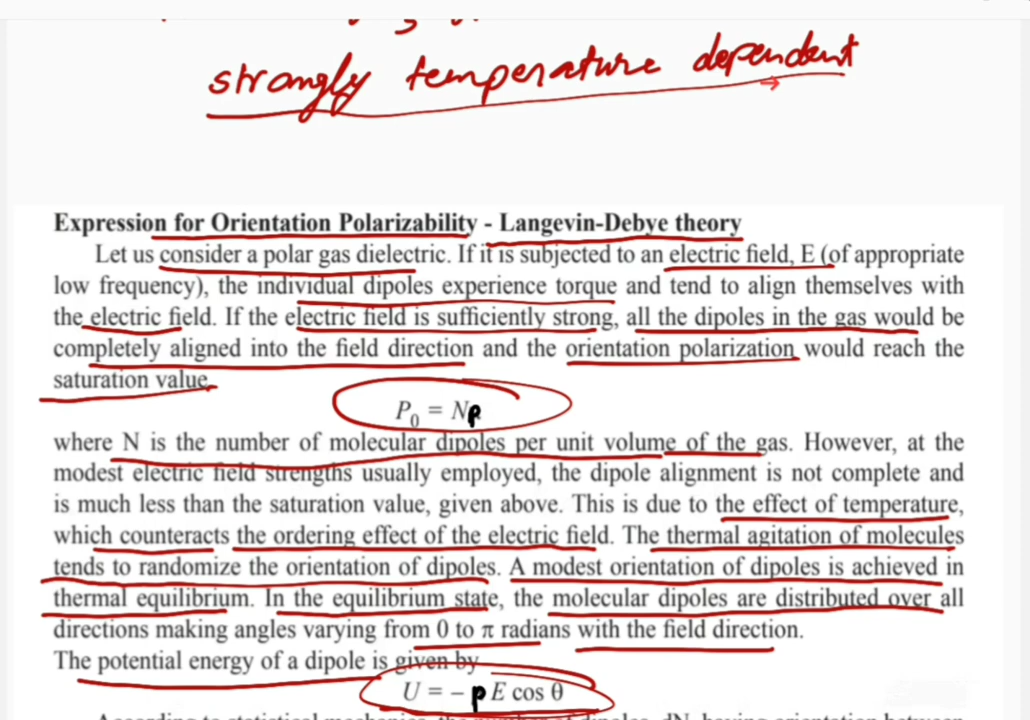 strongly temperature dependent
Expression for Orientation Polarizability - Langevin-Debye theory
Let us consider a polar gas dielectric. If it is subjected to an electric field, E (of appropriate
low frequency), the individual dipoles experience torque and tend to align themselves with
the electric field. If the electric field is sufficiently strong, all the dipoles in the gas would be
completely aligned into the field direction and the orientation polarization would reach the
saturation value,
P₀ = Np
where N is the number of molecular dipoles per unit volume of the gas. However, at the
modest electric field strengths usually employed, the dipole alignment is not complete and
is much less than the saturation value, given above. This is due to the effect of temperature,
which counteracts the ordering effect of the electric field. The thermal agitation of molecules
tends to randomize the orientation of dipoles. A modest orientation of dipoles is achieved in
thermal equilibrium. In the equilibrium state, the molecular dipoles are distributed over all
directions making angles varying from 0 to π radians with the field direction.
The potential energy of a dipole is given by
U = − p E cos θ